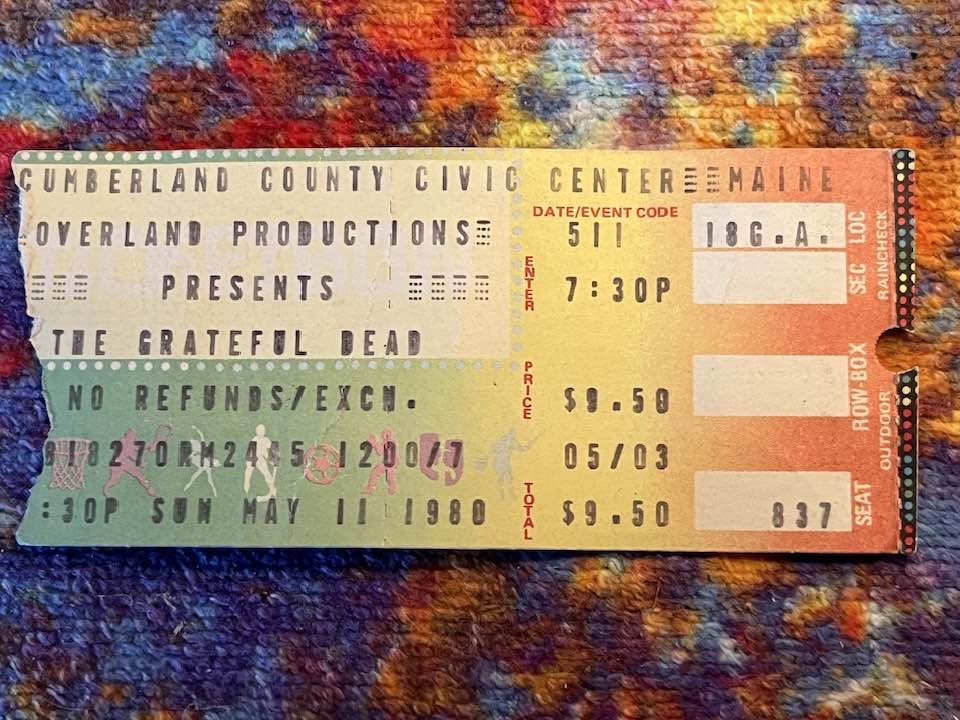 CUMBERLAND COUNTY CIVIC CENTER MAINE
OVERLAND PRODUCTIONS
PRESENTS
THE GRATEFUL DEAD
NO REFUNDS/EXCH.
:30P SUN MAY 11 1980
DATE/EVENT CODE
511
ENTER
7:30P
PRICE
$9.50
05/03
TOTAL
$9.50
18G.A.
837
SEC LOC
ROW-BOX
SEAT
RAINCHECK
OUTDOOR